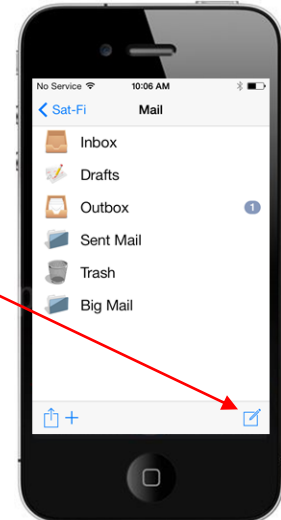 No Service 10:06 AM
Sat-Fi Mail
Inbox
Drafts
Outbox 1
Sent Mail
Trash
Big Mail
+